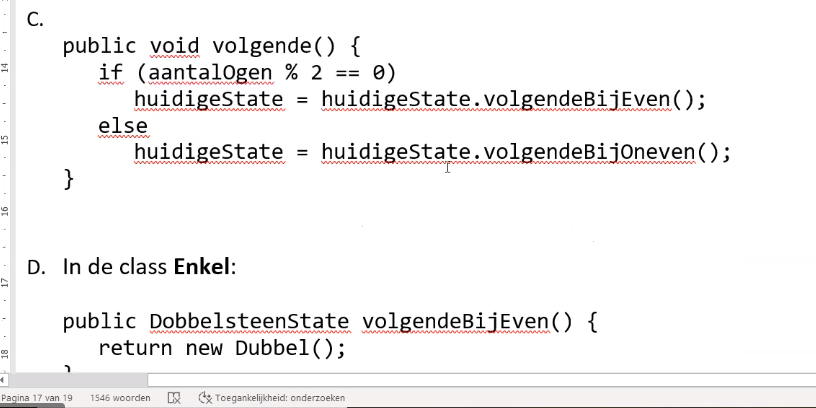 C.
public void volgende() {
if (aantalOgen % 2 == 0)
huidigeState = huidigeState.volgendeBijEven();
else
huidigeState = huidigeState.volgendeBijOneven();
}
D. In de class Enkel:
public DobbelsteenState volgendeBijEven() {
return new Dubbel();
14
15
16
17
18
Pagina 17 van 19 1546 woorden Toegankelijkheid: onderzoeken